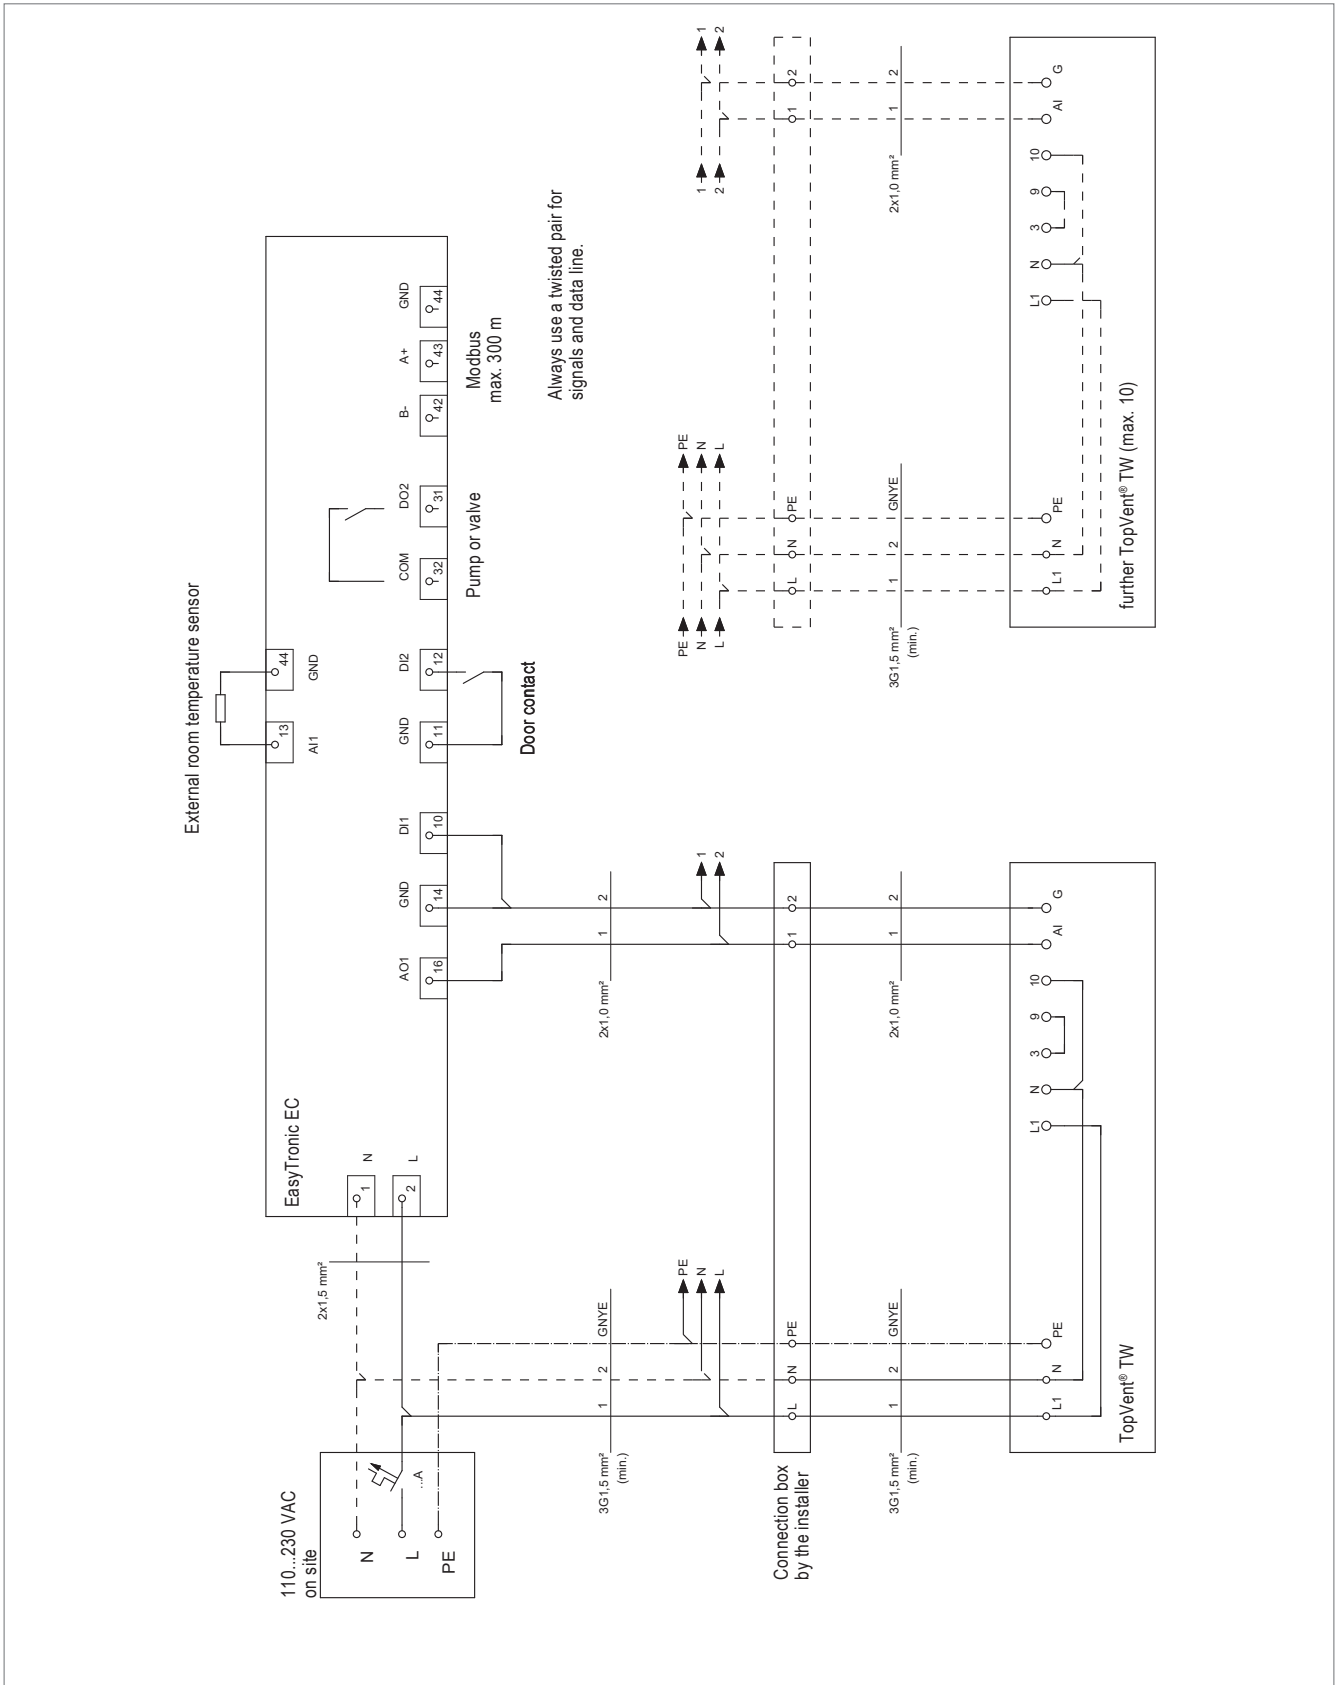 110...230 VAC
on site
N
L
PE
...A
2x1,5 mm²
EasyTronic EC
1
N
2
L
External room temperature sensor
13
AI1
44
GND
AO1
16
GND
14
DI1
10
GND
11
DI2
12
Door contact
COM
32
DO2
31
Pump or valve
B-
42
A+
43
GND
44
Modbus
max. 300 m
Always use a twisted pair for
signals and data line.
3G1,5 mm²
(min.)
1
2
GNYE
2x1,0 mm²
1
2
PE
N
L
1
2
Connection box
by the installer
L
N
PE
1
2
3G1,5 mm²
(min.)
1
2
GNYE
2x1,0 mm²
1
2
L1
N
PE
L1
N
3
9
10
AI
G
TopVent® TW
PE
N
L
PE
N
L
1
2
1
2
L
N
PE
1
2
3G1,5 mm²
(min.)
1
2
GNYE
2x1,0 mm²
1
2
L1
N
PE
L1
N
3
9
10
AI
G
further TopVent® TW (max. 10)